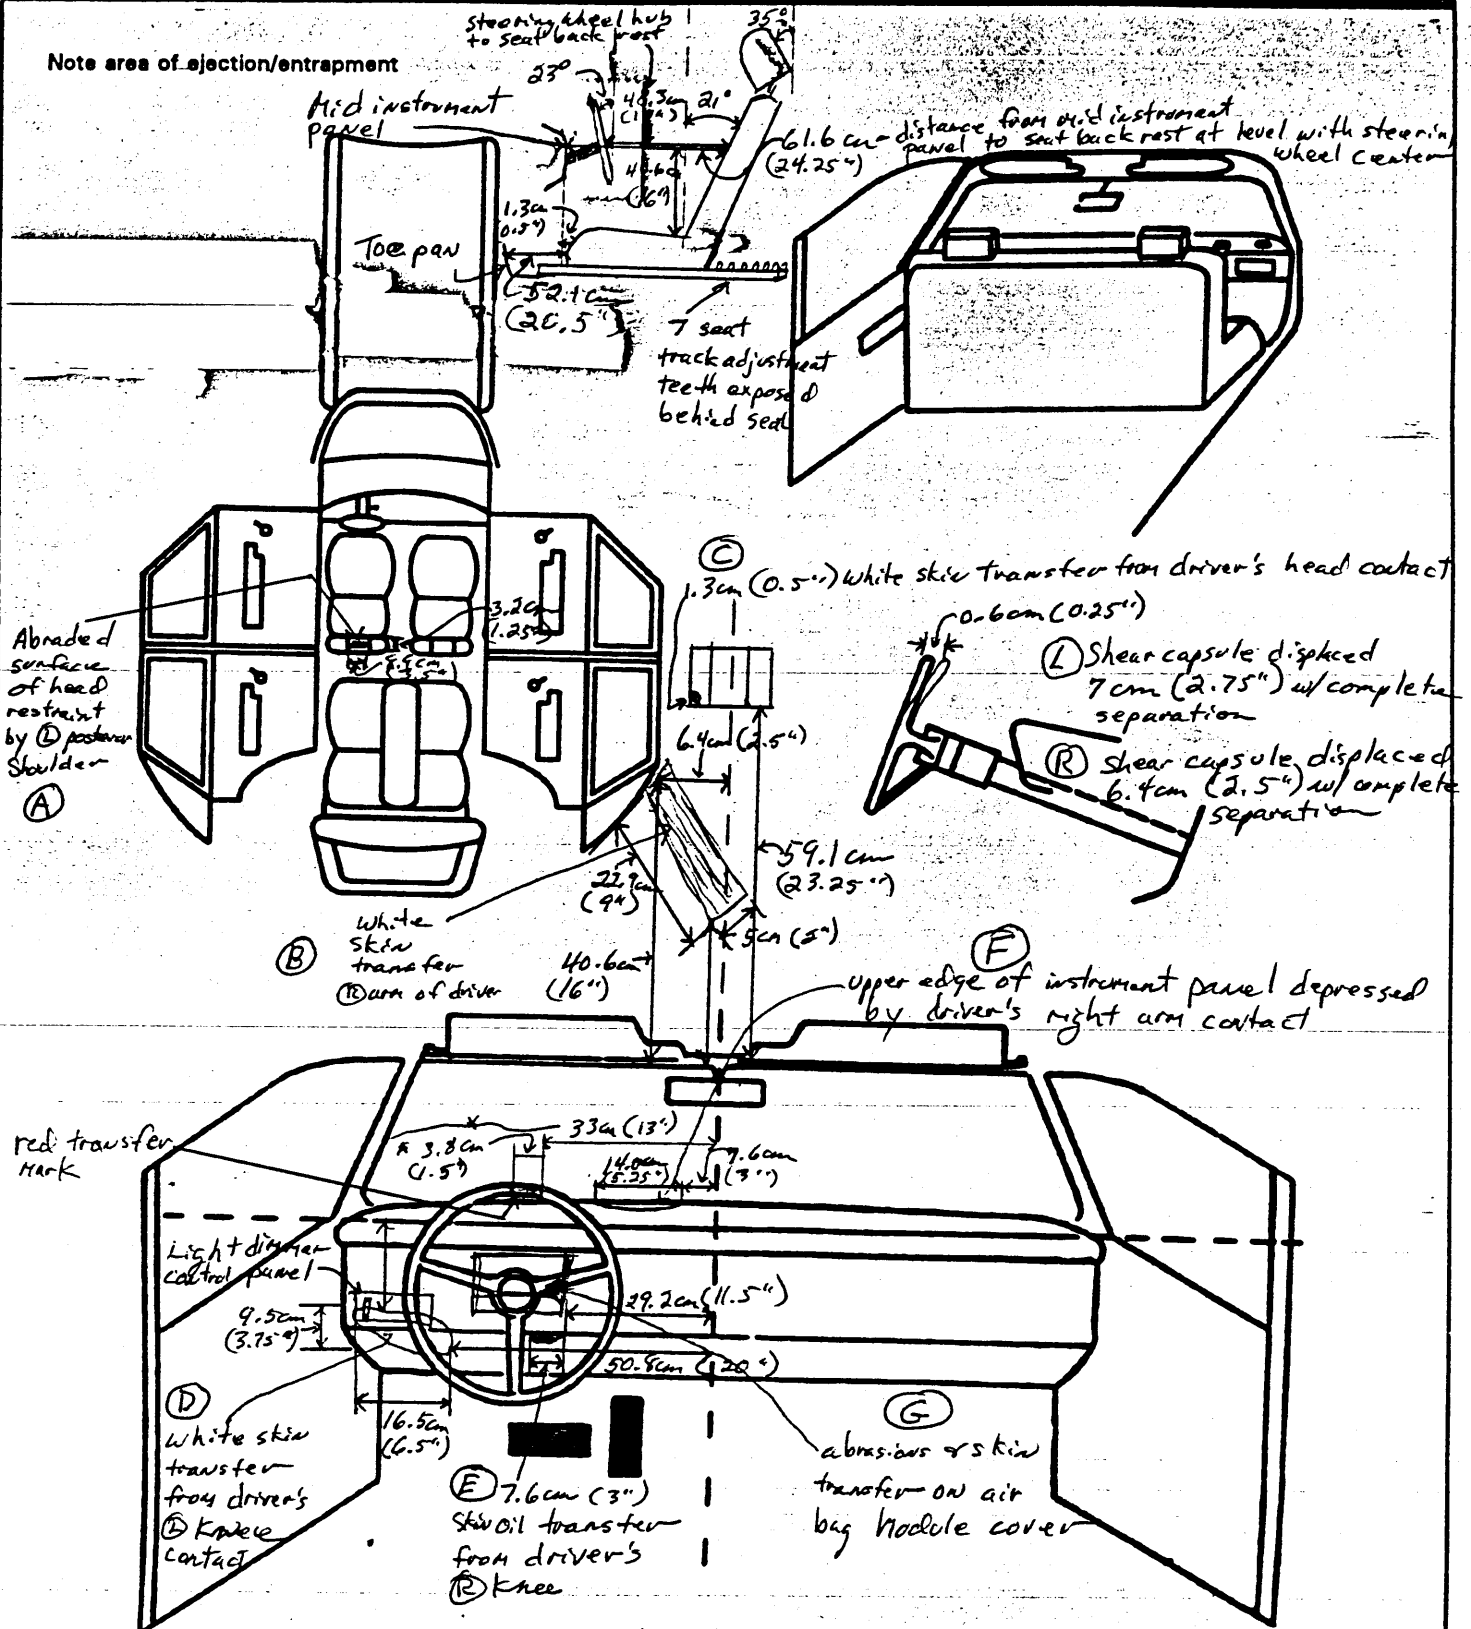 steering wheel hub
to seat back rest
35°
Note area of ejection/entrapment
23°
Mid instrument
panel
21°
61.6 cm - distance from mid instrument
(24.25")
panel to seat back rest at level with steering
wheel center
(16")
1.3cm
(0.5")
Toe pan
52.1cm
(20.5")
7 seat
track adjustment
teeth exposed
behind seat
C
1.3cm (0.5") white skin transfer from driver's head contact
3.2cm
(1.25")
0.6cm (0.25")
Abraded
surface
of head
restraint
by L posterior
Shoulder
A
L Shear capsule displaced
7cm (2.75") w/ complete
separation
6.4cm (2.5")
R Shear capsule displaced
6.4cm (2.5") w/ complete
separation
59.1cm
(23.25")
22.9cm
(9")
5cm (2")
B
white
skin
transfer
R arm of driver
40.6cm
(16")
F
upper edge of instrument panel depressed
by driver's right arm contact
red transfer
mark
x
x 3.8cm
(1.5")
33cm (13")
14.0cm
(5.25")
7.6cm
(3")
Light dimmer
control panel
29.2cm (11.5")
9.5cm
(3.75")
50.8cm (20")
D
white skin
transfer
from driver's
L Knee
contact
16.5cm
(6.5")
E 7.6cm (3")
Skin oil transfer
from driver's
R Knee
G
abrasions & skin
transfer on air
bag module cover